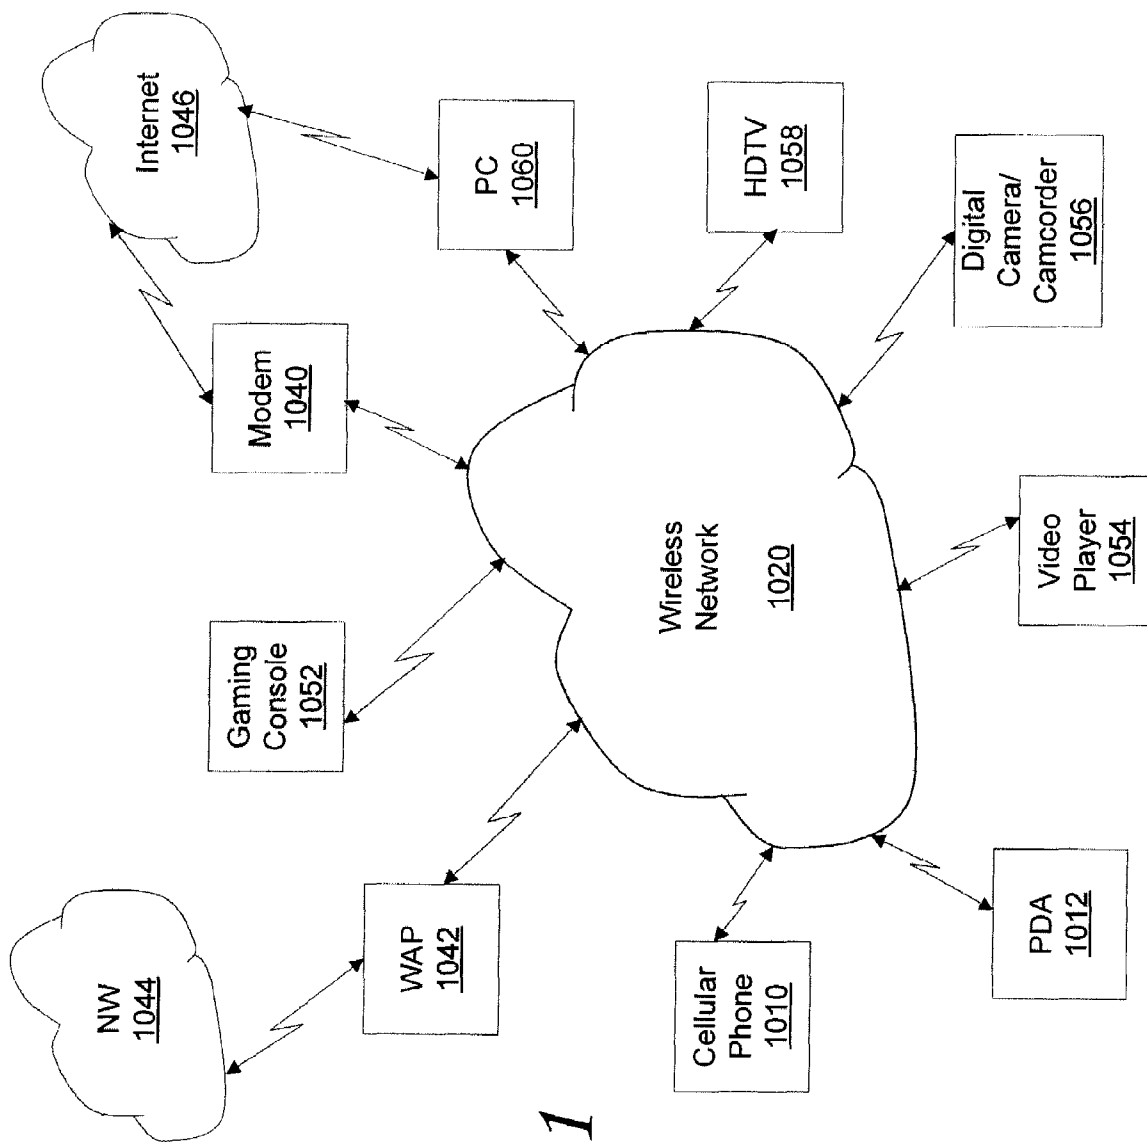 NW
1044
Internet
1046
Gaming
Console
1052
Modem
1040
WAP
1042
PC
1060
1
Wireless
Network
1020
Cellular
Phone
1010
HDTV
1058
Digital
Camera/
Camcorder
1056
PDA
1012
Video
Player
1054